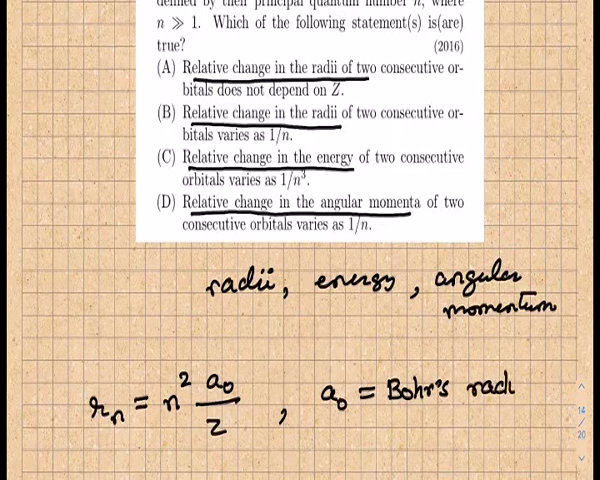 defined by their principal quantum number n, where
n ≫ 1. Which of the following statement(s) is(are)
true? (2016)
(A) Relative change in the radii of two consecutive or-
bitals does not depend on Z.
(B) Relative change in the radii of two consecutive or-
bitals varies as 1/n.
(C) Relative change in the energy of two consecutive
orbitals varies as 1/n³.
(D) Relative change in the angular momenta of two
consecutive orbitals varies as 1/n.
radii, energy, angular
momentum
rₙ = n² a₀/Z , a₀ = Bohr's radi
14
/
20